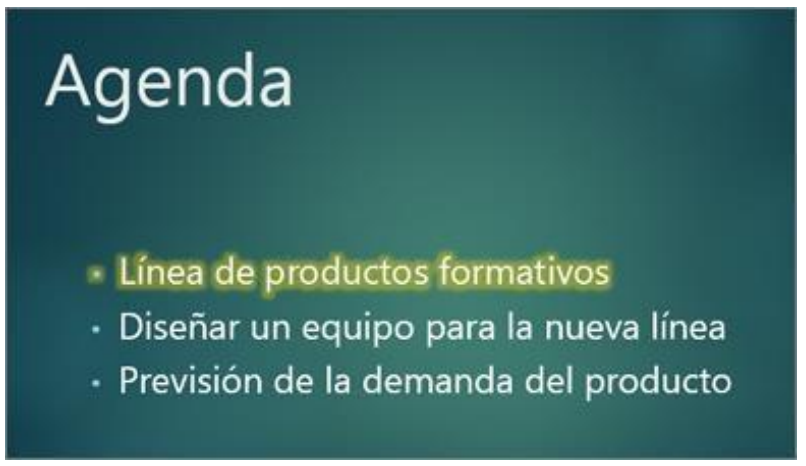 Agenda
• Línea de productos formativos
• Diseñar un equipo para la nueva línea
• Previsión de la demanda del producto